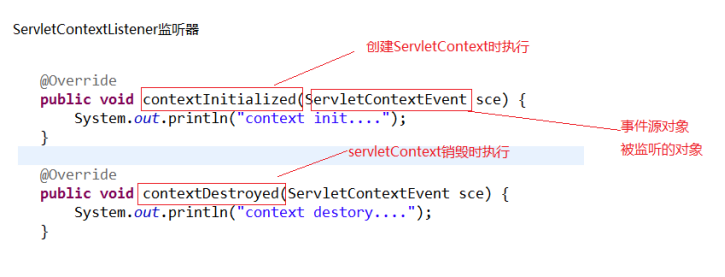 ServletContextListener监听器
创建ServletContext时执行
@Override
public void contextInitialized(ServletContextEvent sce) {
System.out.println("context init....");
}
事件源对象
被监听的对象
servletContext销毁时执行
@Override
public void contextDestroyed(ServletContextEvent sce) {
System.out.println("context destory....");
}